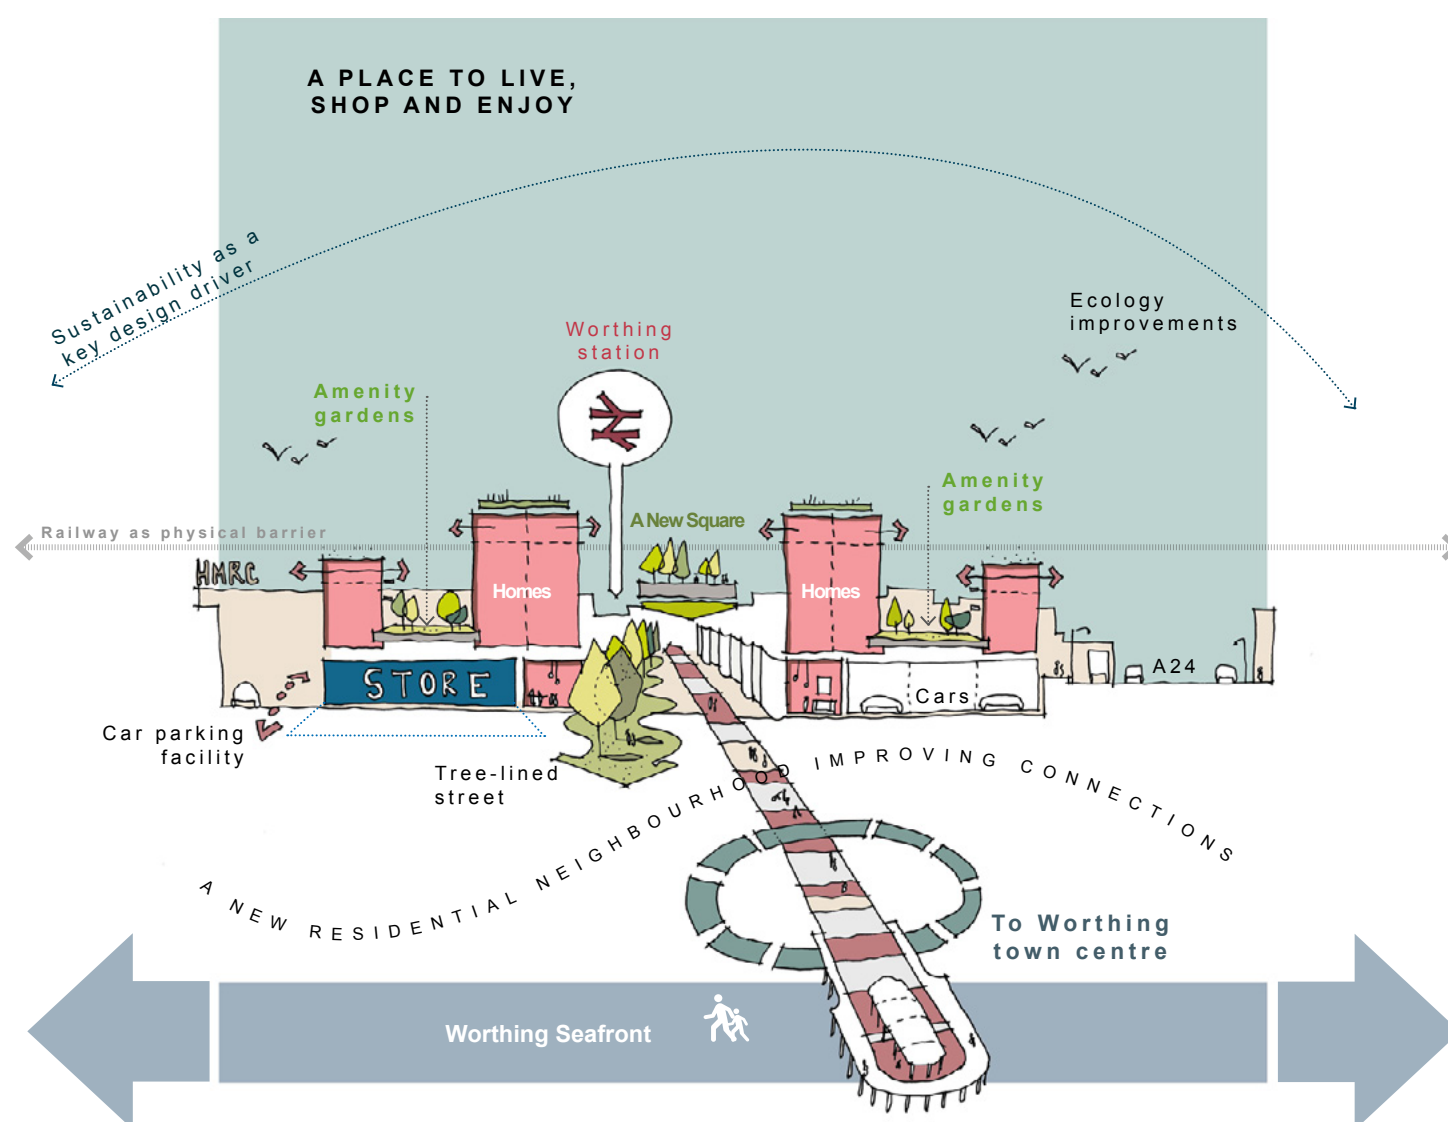 A PLACE TO LIVE,
SHOP AND ENJOY
Sustainability as a
key design driver
Ecology
improvements
Worthing
station
Amenity
gardens
Amenity
gardens
A New Square
Railway as physical barrier
HMRC
Homes
Homes
STORE
A24
Cars
Car parking
facility
Tree-lined
street
A NEW RESIDENTIAL NEIGHBOURHOOD IMPROVING CONNECTIONS
To Worthing
town centre
Worthing Seafront